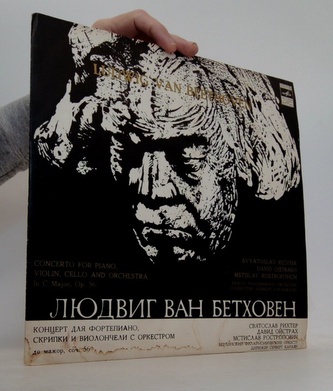 LUDWIG VAN BEETHOVEN
CONCERTO FOR PIANO,
VIOLIN, CELLO AND ORCHESTRA
In C Major, Op. 56
SVYATOSLAV RICHTER
DAVID OISTRAKH
MSTISLAV ROSTROPOVICH
ЛЮДВИГ ВАН БЕТХОВЕН
КОНЦЕРТ ДЛЯ ФОРТЕПИАНО,
СКРИПКИ И ВИОЛОНЧЕЛИ С ОРКЕСТРОМ
до мажор, соч. 56
СВЯТОСЛАВ РИХТЕР
ДАВИД ОЙСТРАХ
МСТИСЛАВ РОСТРОПОВИЧ